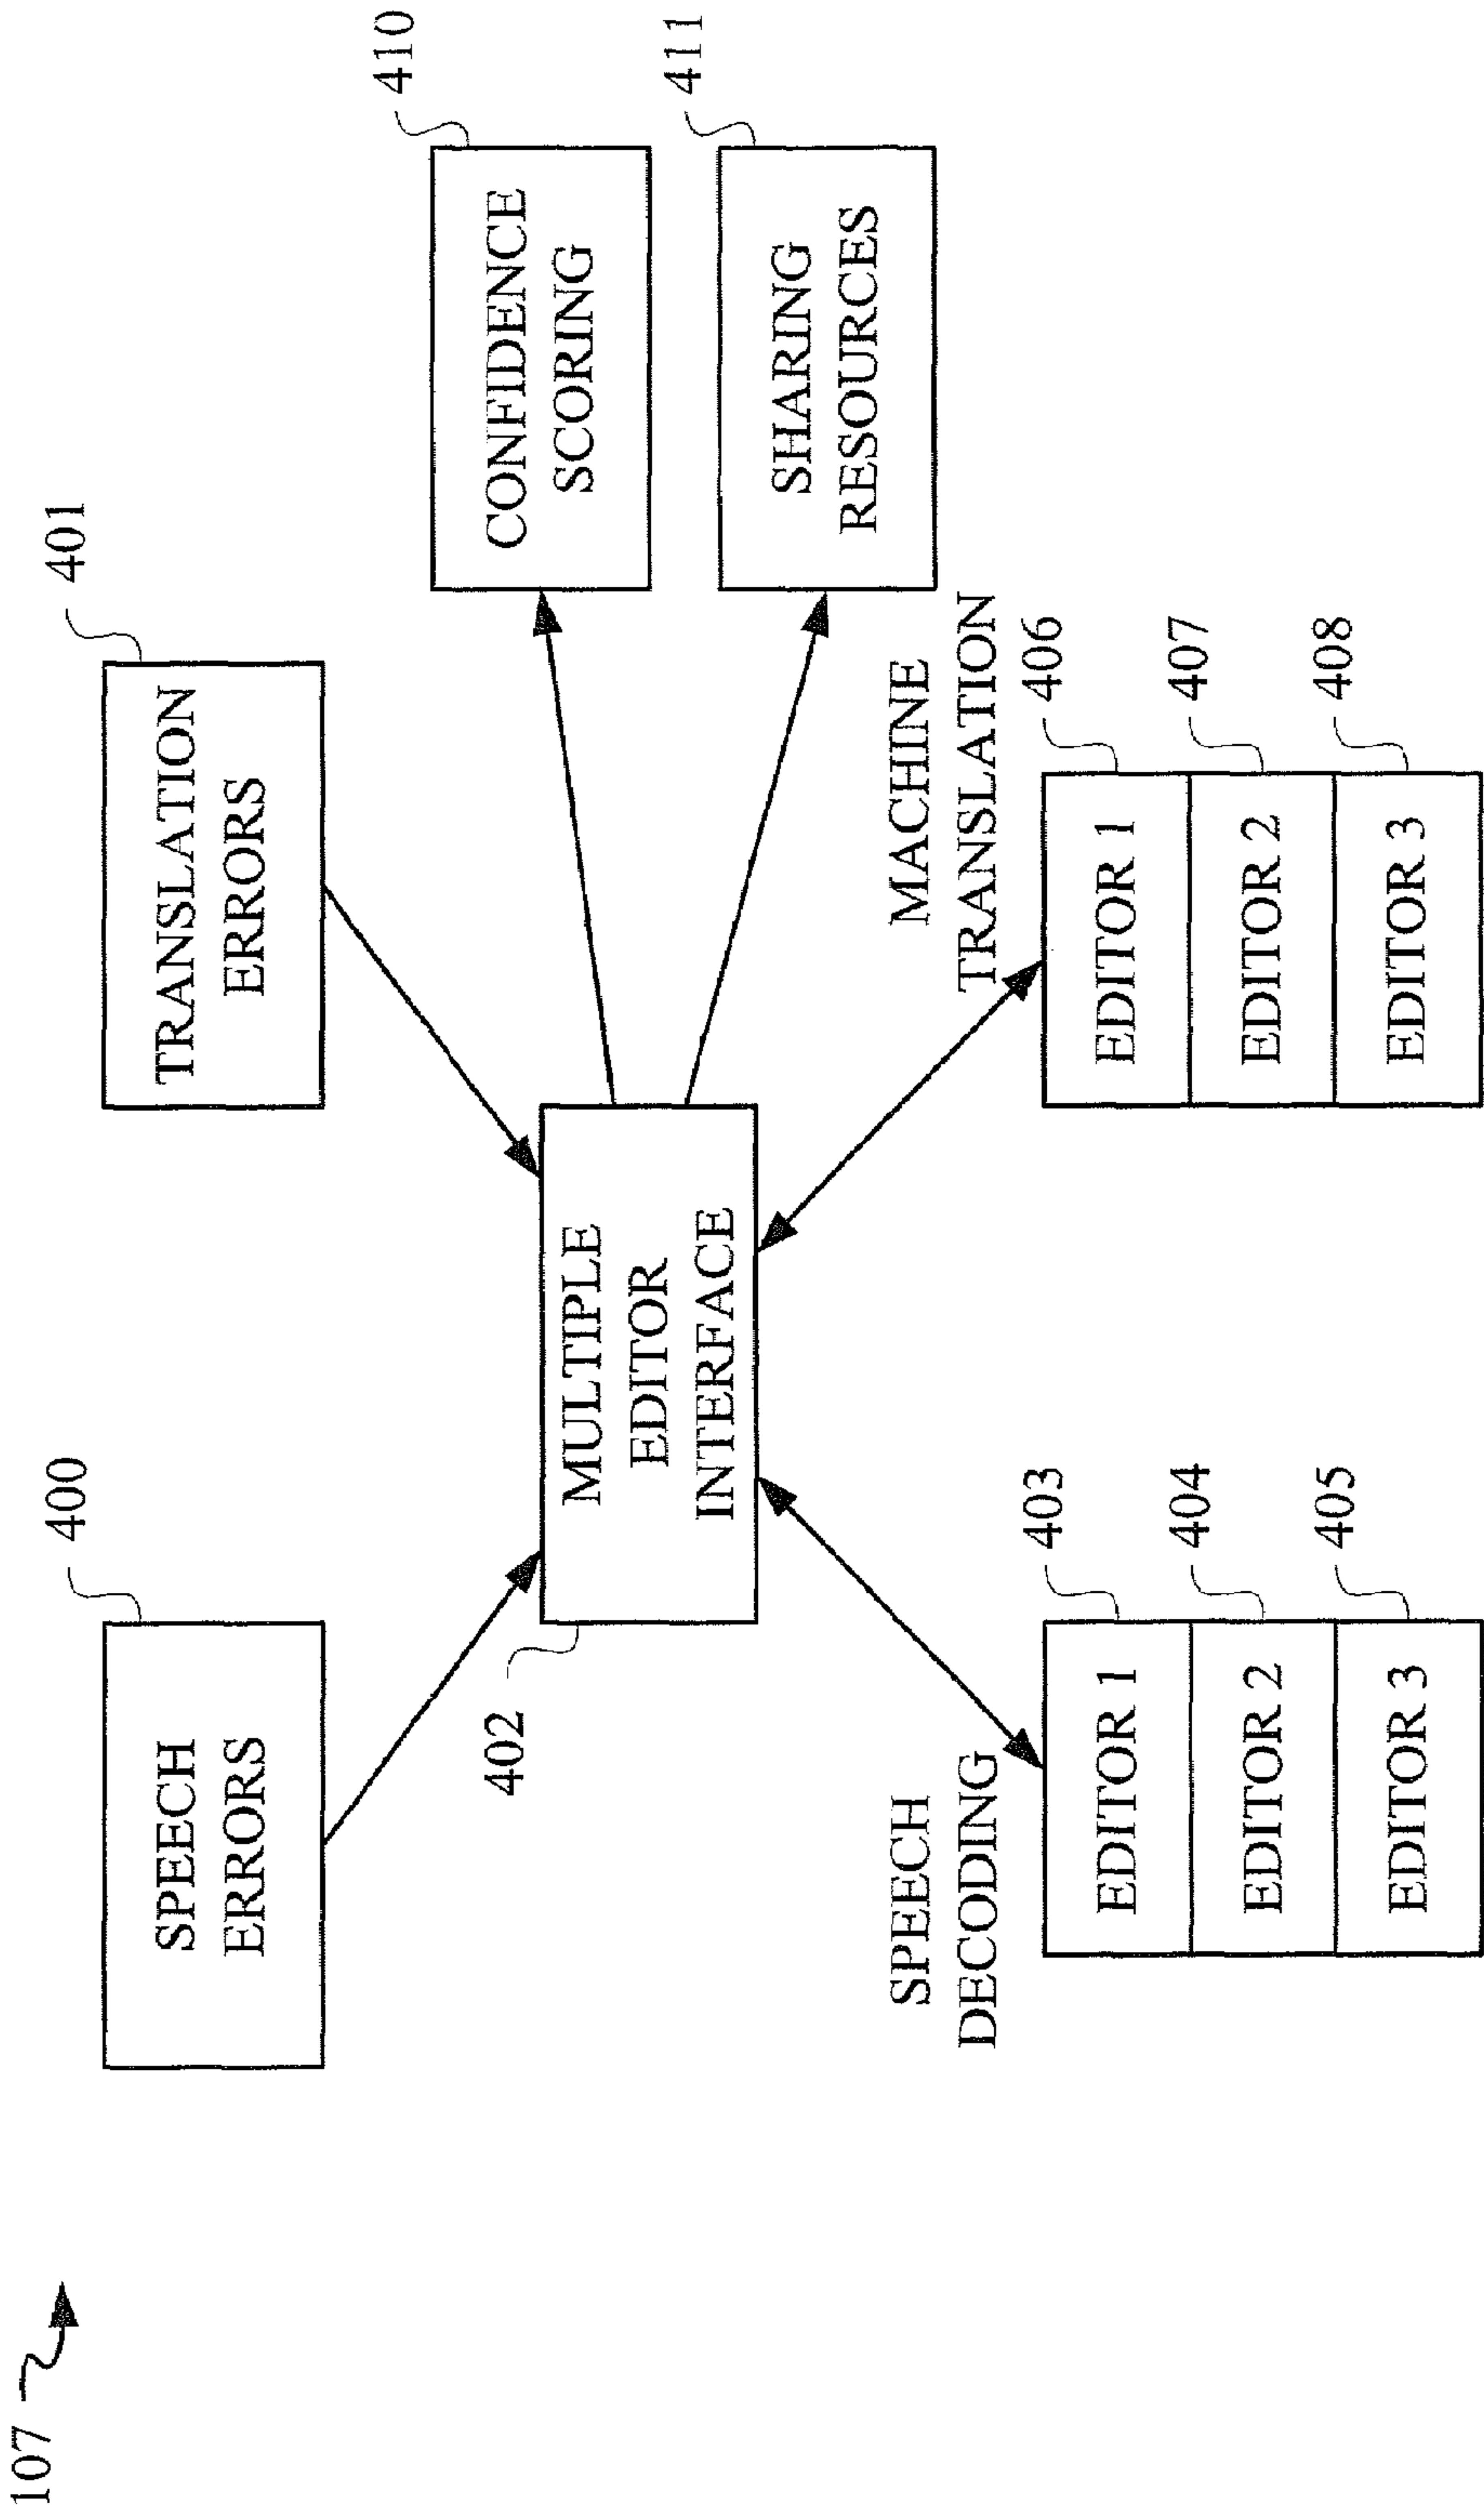 107
400
SPEECH
ERRORS
401
TRANSLATION
ERRORS
402
MULTIPLE
EDITOR
INTERFACE
410
CONFIDENCE
SCORING
411
SHARING
RESOURCES
SPEECH
DECODING
403
EDITOR 1
404
EDITOR 2
405
EDITOR 3
MACHINE
TRANSLATION
406
EDITOR 1
407
EDITOR 2
408
EDITOR 3